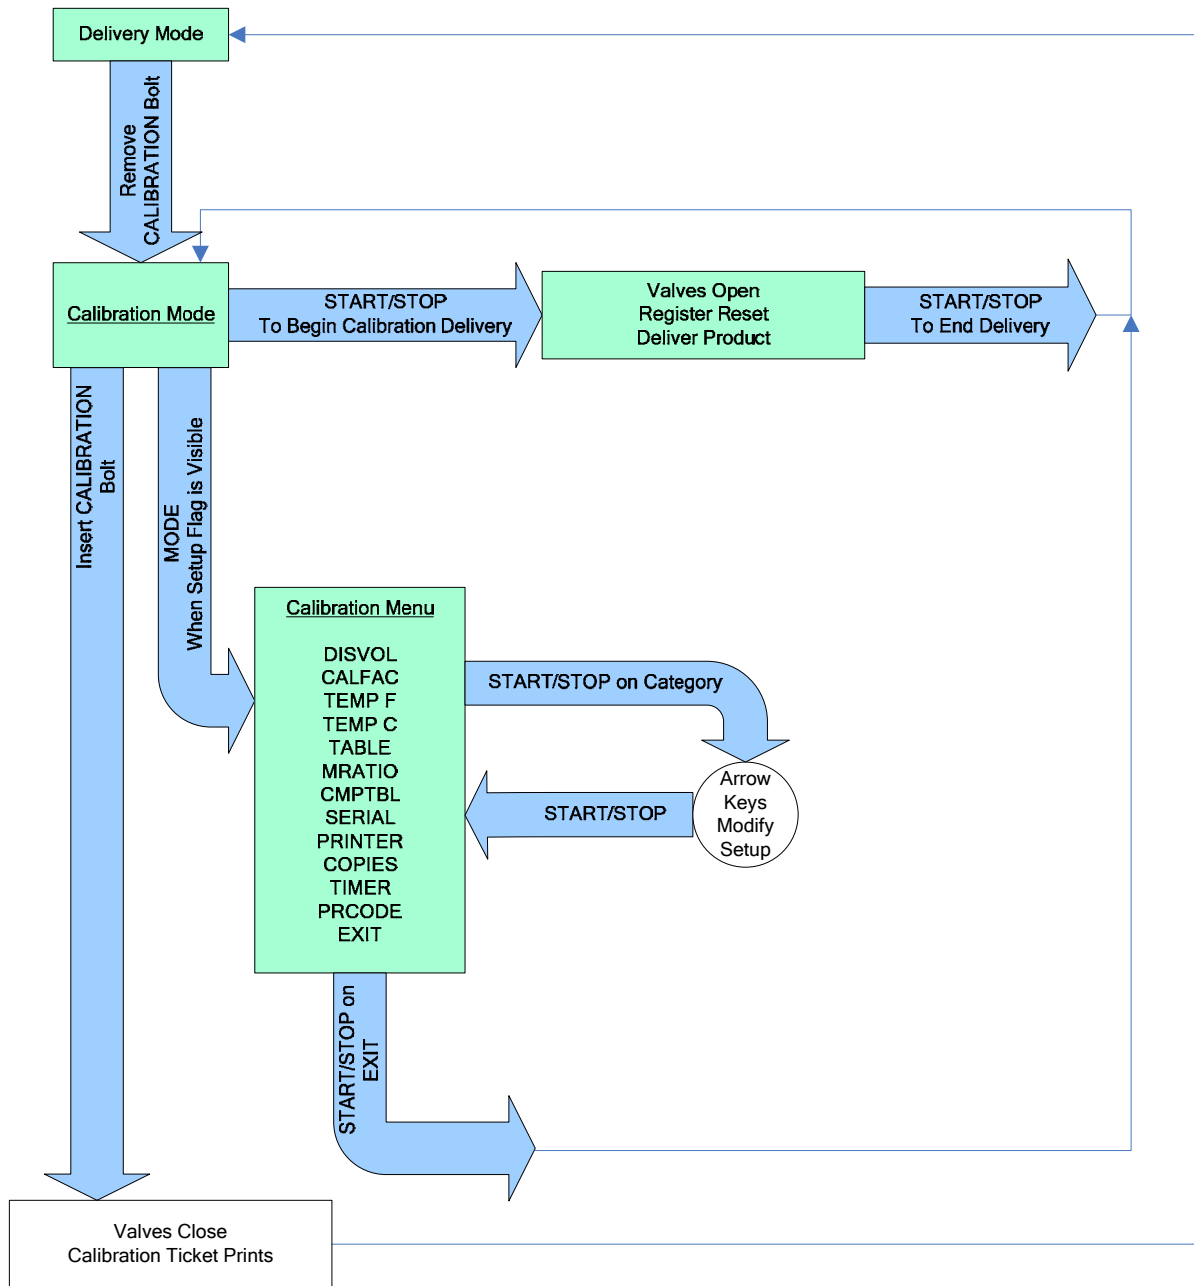 Delivery Mode
Remove
CALIBRATION Bolt
Calibration Mode
START/STOP
To Begin Calibration Delivery
Valves Open
Register Reset
Deliver Product
START/STOP
To End Delivery
Insert CALIBRATION
Bolt
MODE
When Setup Flag is Visible
Calibration Menu
DISVOL
CALFAC
TEMP F
TEMP C
TABLE
MRATIO
CMPTBL
SERIAL
PRINTER
COPIES
TIMER
PRCODE
EXIT
START/STOP on Category
Arrow
Keys
Modify
Setup
START/STOP
START/STOP on
EXIT
Valves Close
Calibration Ticket Prints